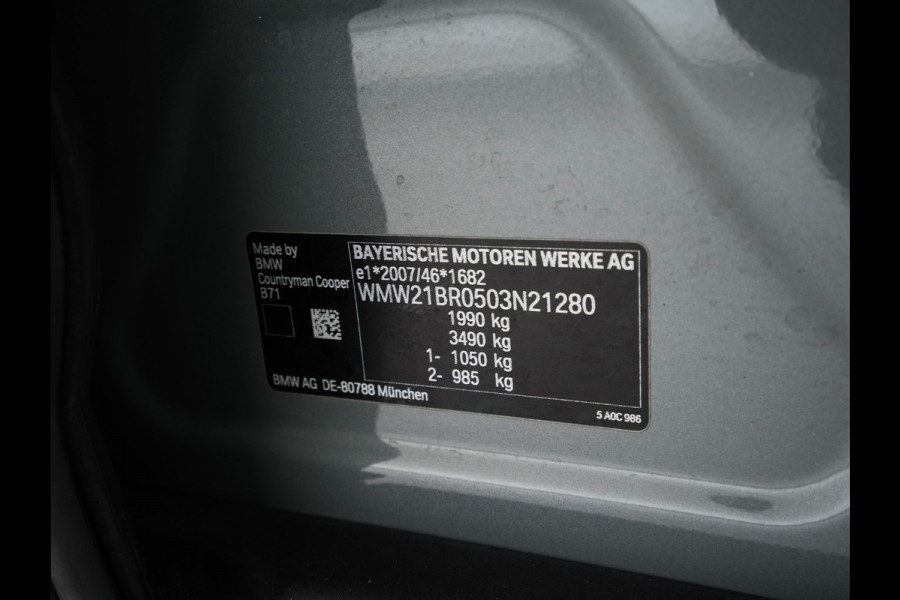 Made by
BMW
Countryman Cooper
B71
BAYERISCHE MOTOREN WERKE AG
e1*2007/46*1682
WMW21BR0503N21280
1990 kg
3490 kg
1- 1050 kg
2- 985 kg
BMW AG DE-80788 München
5 A0C 986